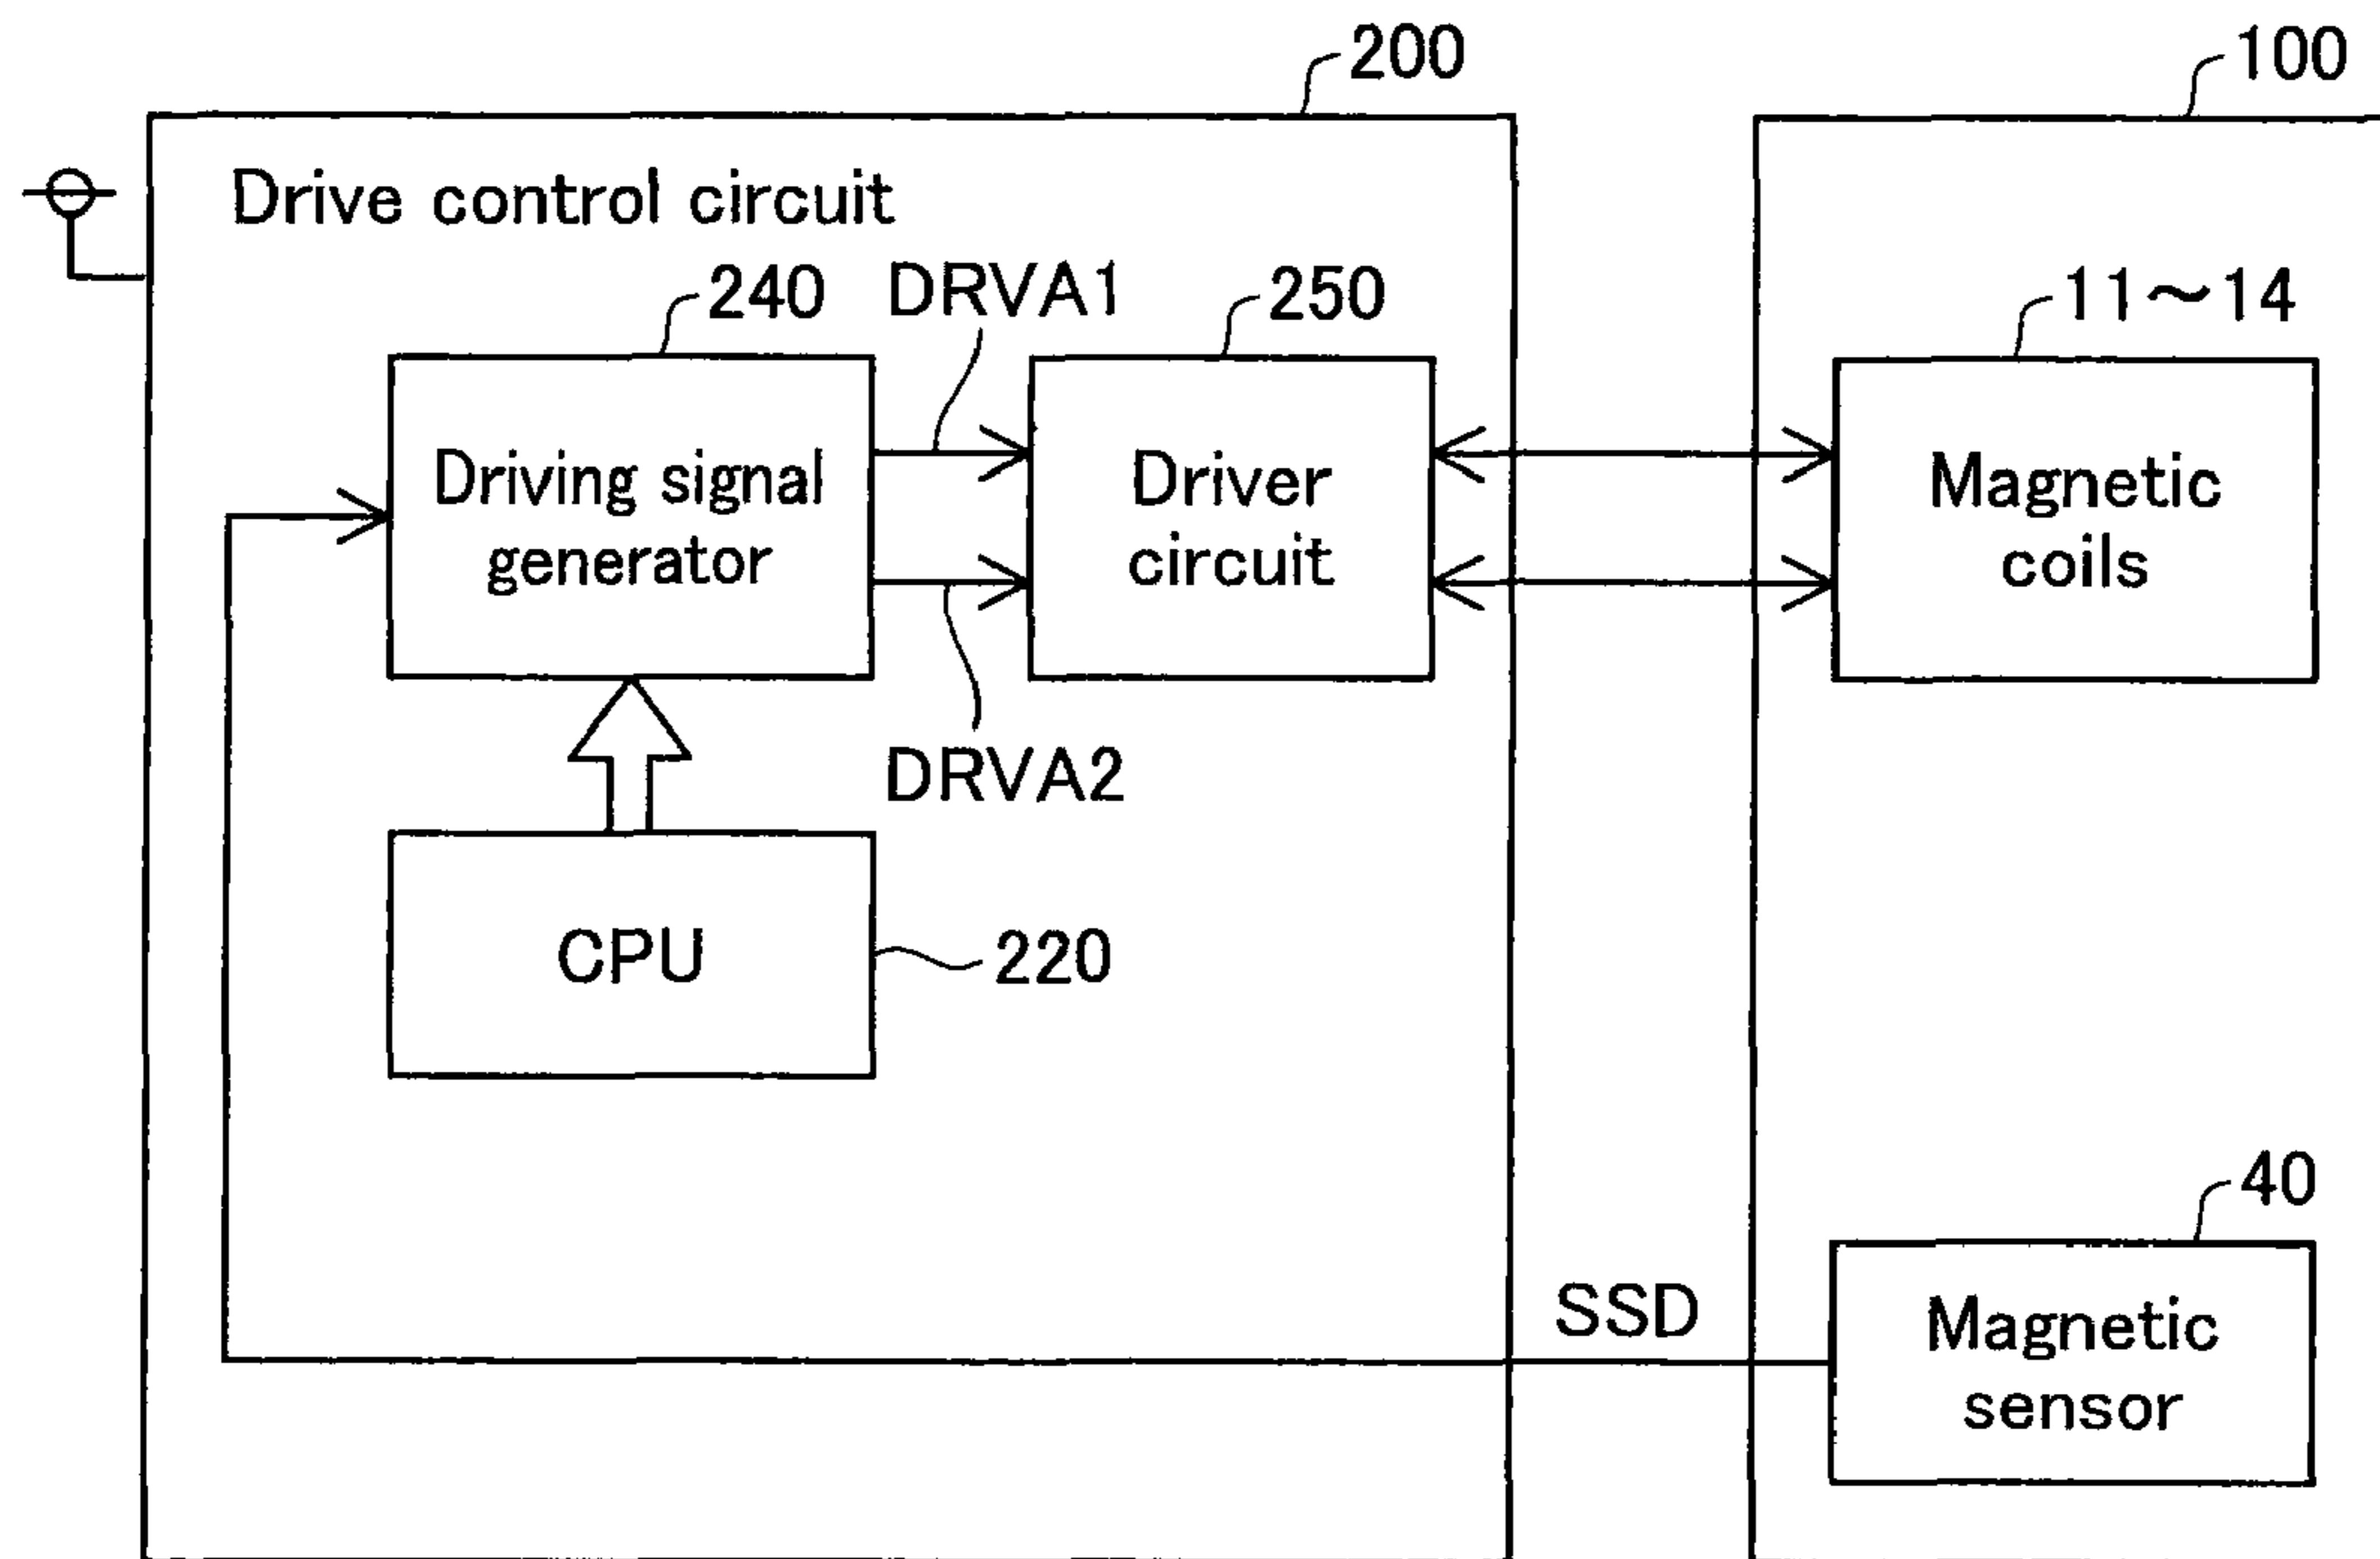 200
100
Drive control circuit
240
DRVA1
250
11～14
Driving signal
generator
Driver
circuit
Magnetic
coils
DRVA2
CPU
220
40
SSD
Magnetic
sensor